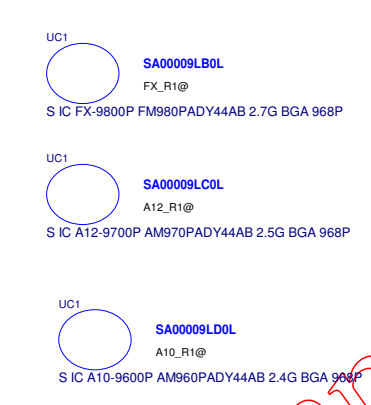 UC1
SA00009LB0L
FX_R1@
S IC FX-9800P FM980PADY44AB 2.7G BGA 968P
UC1
SA00009LC0L
A12_R1@
S IC A12-9700P AM970PADY44AB 2.5G BGA 968P
UC1
SA00009LD0L
A10_R1@
S IC A10-9600P AM960PADY44AB 2.4G BGA 968P